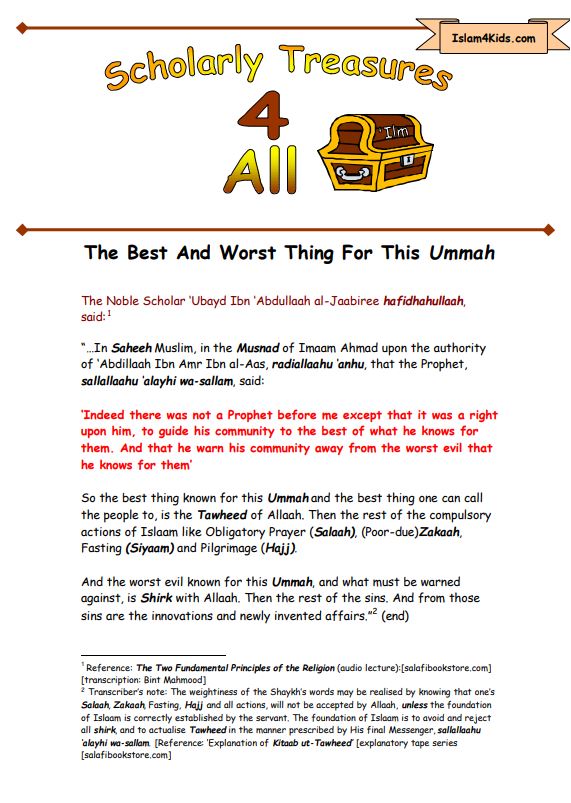 Islam4Kids.com
Scholarly Treasures
4
All
'Ilm
The Best And Worst Thing For This Ummah
The Noble Scholar 'Ubayd Ibn 'Abdullaah al-Jaabiree hafidhahullaah,
said:1
"…In Saheeh Muslim, in the Musnad of Imaam Ahmad upon the authority
of 'Abdillaah Ibn Amr Ibn al-Aas, radiallaahu 'anhu, that the Prophet,
sallallaahu 'alayhi wa-sallam, said:
'Indeed there was not a Prophet before me except that it was a right
upon him, to guide his community to the best of what he knows for
them. And that he warn his community away from the worst evil that
he knows for them'
So the best thing known for this Ummah and the best thing one can call
the people to, is the Tawheed of Allaah. Then the rest of the compulsory
actions of Islaam like Obligatory Prayer (Salaah), (Poor-due)Zakaah,
Fasting (Siyaam) and Pilgrimage (Hajj).
And the worst evil known for this Ummah, and what must be warned
against, is Shirk with Allaah. Then the rest of the sins. And from those
sins are the innovations and newly invented affairs."2 (end)
1 Reference: The Two Fundamental Principles of the Religion (audio lecture):[salafibookstore.com]
[transcription: Bint Mahmood]
2 Transcriber's note: The weightiness of the Shaykh's words may be realised by knowing that one's
Salaah, Zakaah, Fasting, Hajj and all actions, will not be accepted by Allaah, unless the foundation
of Islaam is correctly established by the servant. The foundation of Islaam is to avoid and reject
all shirk, and to actualise Tawheed in the manner prescribed by His final Messenger, sallallaahu
'alayhi wa-sallam. [Reference: 'Explanation of Kitaab ut-Tawheed' [explanatory tape series
[salafibookstore.com]